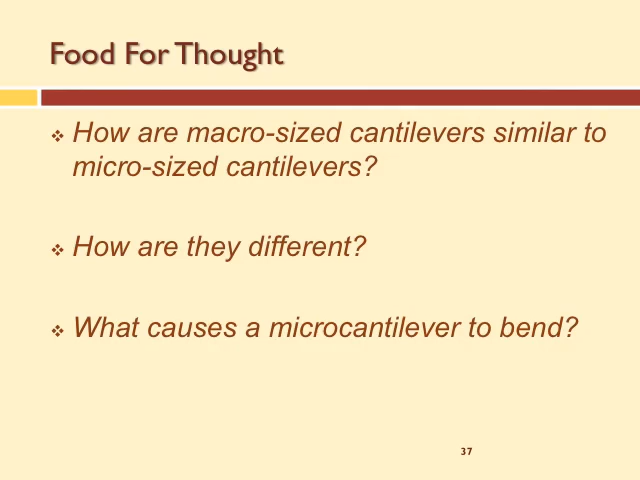 Food For Thought
❖ How are macro-sized cantilevers similar to
micro-sized cantilevers?
❖ How are they different?
❖ What causes a microcantilever to bend?
37